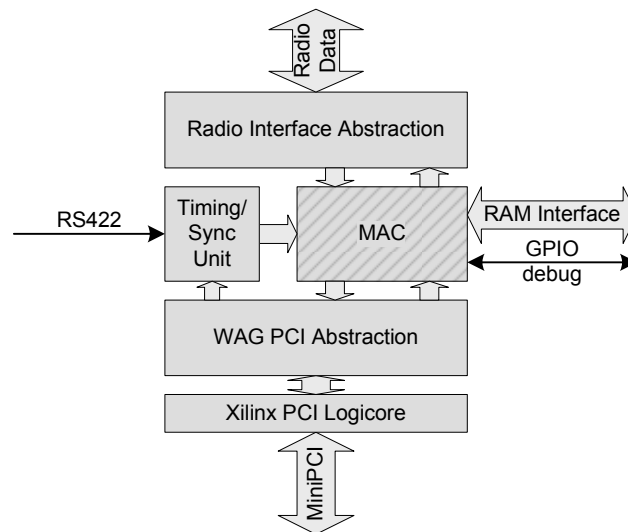 Radio
Data
Radio Interface Abstraction
RS422
Timing/
Sync
Unit
MAC
RAM Interface
GPIO
debug
WAG PCI Abstraction
Xilinx PCI Logicore
MiniPCI